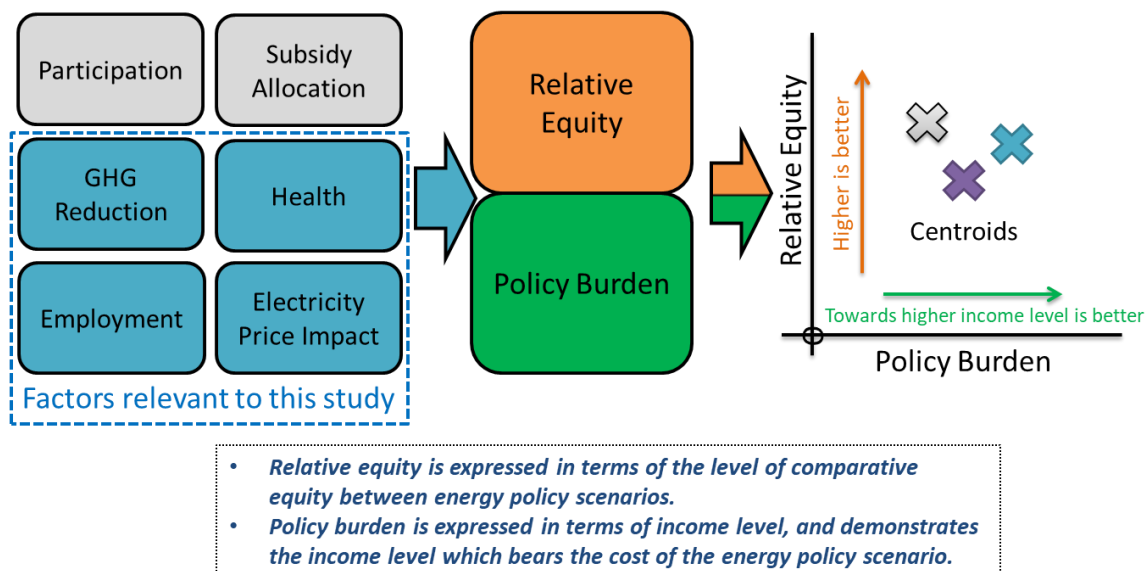 Participation
Subsidy
Allocation
GHG
Reduction
Health
Employment
Electricity
Price Impact
Factors relevant to this study
Relative
Equity
Policy Burden
Relative Equity
Higher is better
Centroids
Towards higher income level is better
Policy Burden
• Relative equity is expressed in terms of the level of comparative
equity between energy policy scenarios.
• Policy burden is expressed in terms of income level, and demonstrates
the income level which bears the cost of the energy policy scenario.